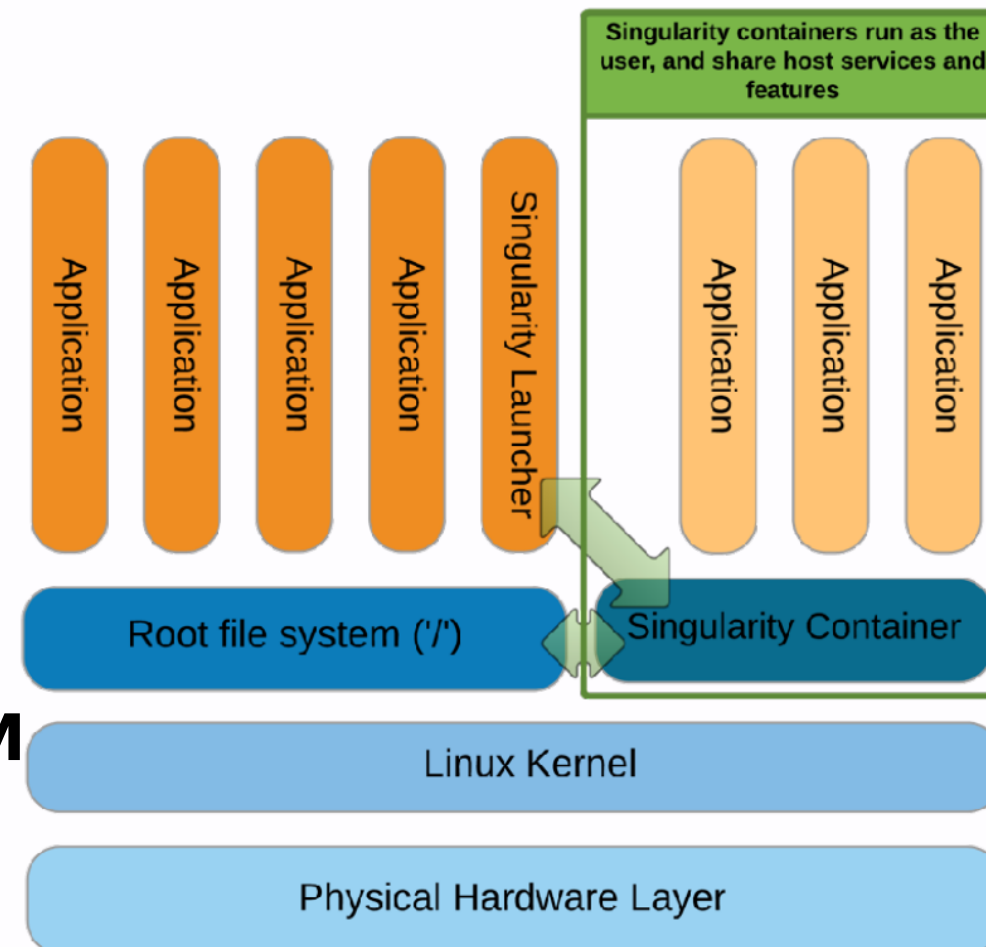 Singularity containers run as the
user, and share host services and
features
Application
Application
Application
Application
Singularity Launcher
Application
Application
Application
Root file system ('/')
Singularity Container
M
Linux Kernel
Physical Hardware Layer